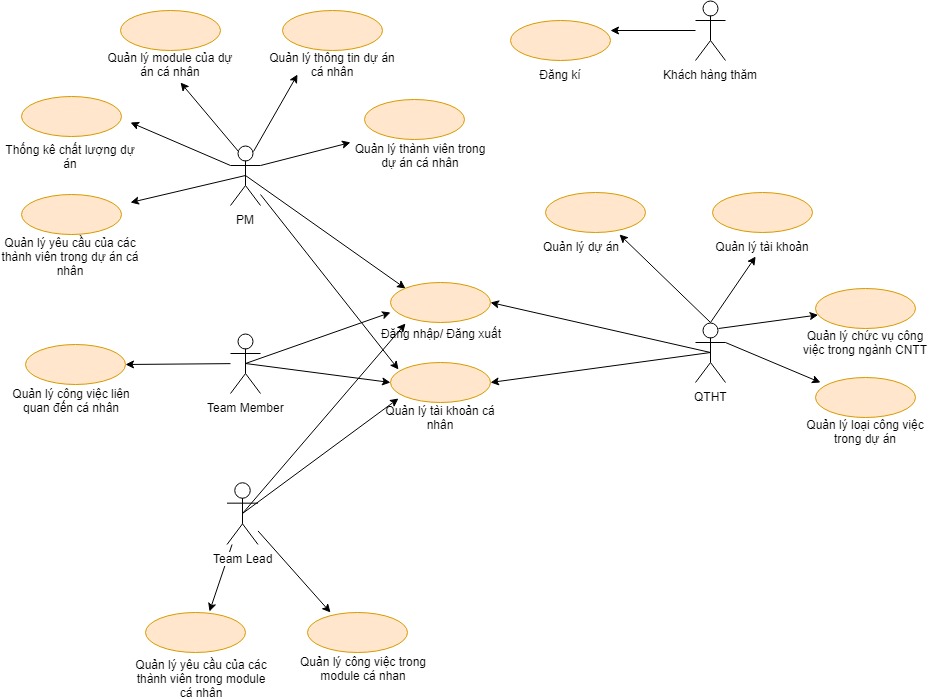 Quản lý module của dự
án cá nhân
Quản lý thông tin dự án
cá nhân
Đăng kí
Khách hàng thăm
Thống kê chất lượng dự
án
Quản lý thành viên trong
dự án cá nhân
PM
Quản lý yêu cầu của các
thành viên trong dự án cá
nhân
Quản lý dự án
Quản lý tài khoản
Đặng nhập/ Đăng xuất
Quản lý chức vụ công
việc trong ngành CNTT
Quản lý công việc liên
quan đến cá nhân
Team Member
Quản lý tài khoản cá
nhân
QTHT
Quản lý loại công việc
trong dự án
Team Lead
Quản lý yêu cầu của các
thành viên trong module
cá nhân
Quản lý công việc trong
module cá nhan